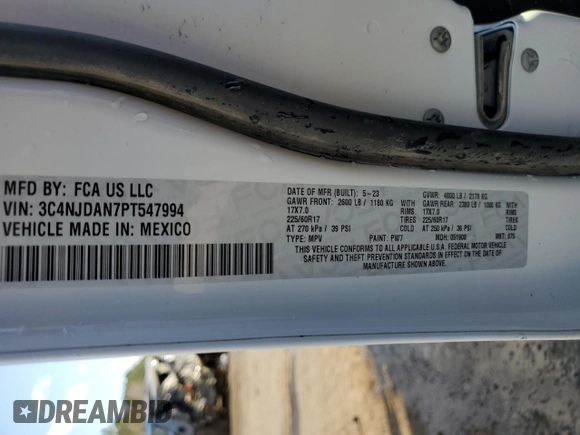 MFD BY: FCA US LLC
VIN: 3C4NJDAN7PT547994
VEHICLE MADE IN: MEXICO
DATE OF MFR (BUILT): 5-23 GVWR: 4800 LB / 2178 KG
GAWR FRONT: 2600 LB / 1180 KG WITH GAWR REAR: 2380 LB / 1080 KG WITH
17X7.0 RIMS 17X7.0 RIMS
225/60R17 TIRES 225/60R17 TIRES
AT 270 kPa / 39 PSI COLD AT 250 kPa / 36 PSI COLD
TYPE: MPV PAINT: PW7 MDH: 051908 MKT: 075
THIS VEHICLE CONFORMS TO ALL APPLICABLE U.S.A. FEDERAL MOTOR VEHICLE
SAFETY AND THEFT PREVENTION STANDARDS IN EFFECT ON THE DATE OF
MANUFACTURE SHOWN ABOVE.
DREAMBID